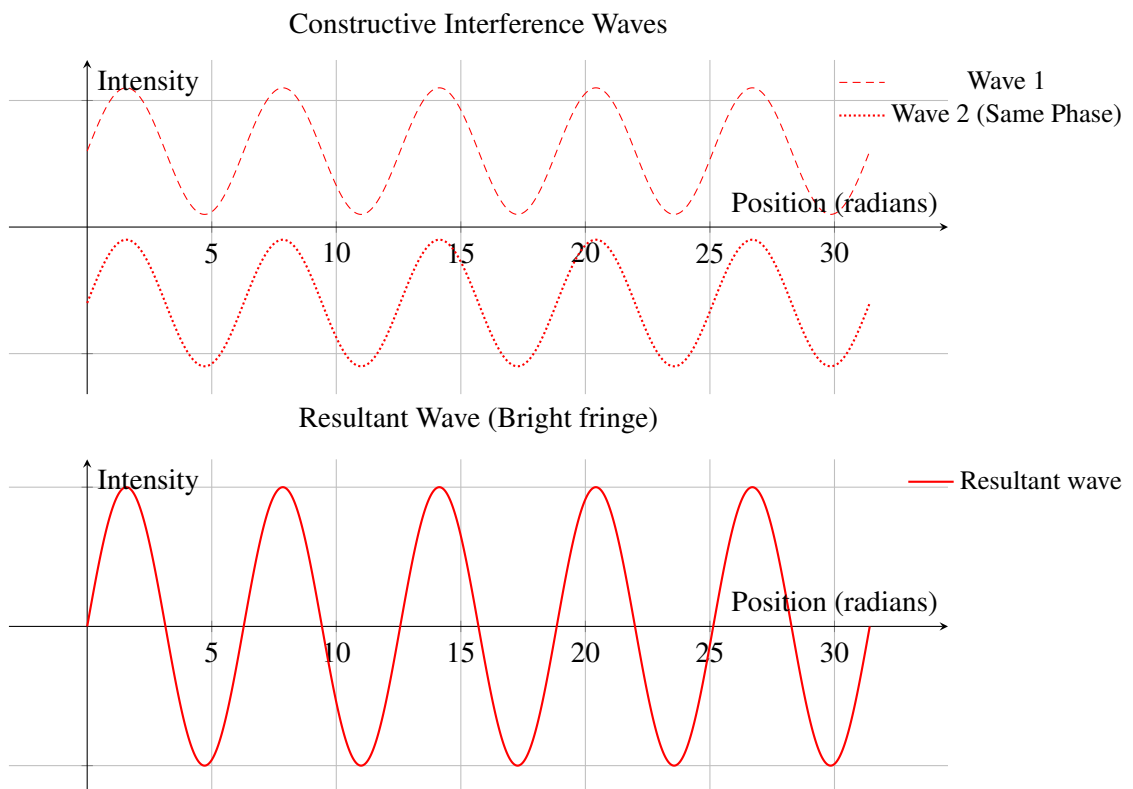 Constructive Interference Waves
Intensity
Wave 1
Wave 2 (Same Phase)
Position (radians)
5 10 15 20 25 30
Resultant Wave (Bright fringe)
Intensity
Resultant wave
Position (radians)
5 10 15 20 25 30